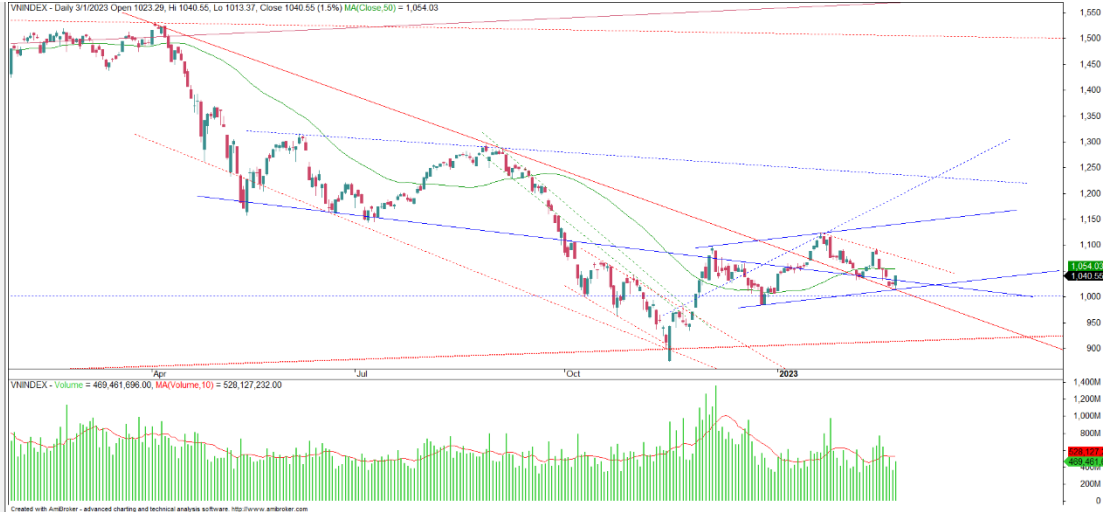 VNINDEX - Daily 3/1/2023 Open 1023.29, Hi 1040.55, Lo 1013.37, Close 1040.55 (1.5%) MA(Close,50) = 1,054.03
1,550
1,500
1,450
1,400
1,350
1,300
1,250
1,200
1,150
1,100
1,054.03
1,040.55
1,000
950
900
Apr
Jul
Oct
2023
VNINDEX - Volume = 469,461,696.00, MA(Volume,10) = 528,127,232.00
1,400M
1,200M
1,000M
800M
528,127,
469,461,6
400M
200M
0.00
Created with AmiBroker - advanced charting and technical analysis software. http://www.amibroker.com